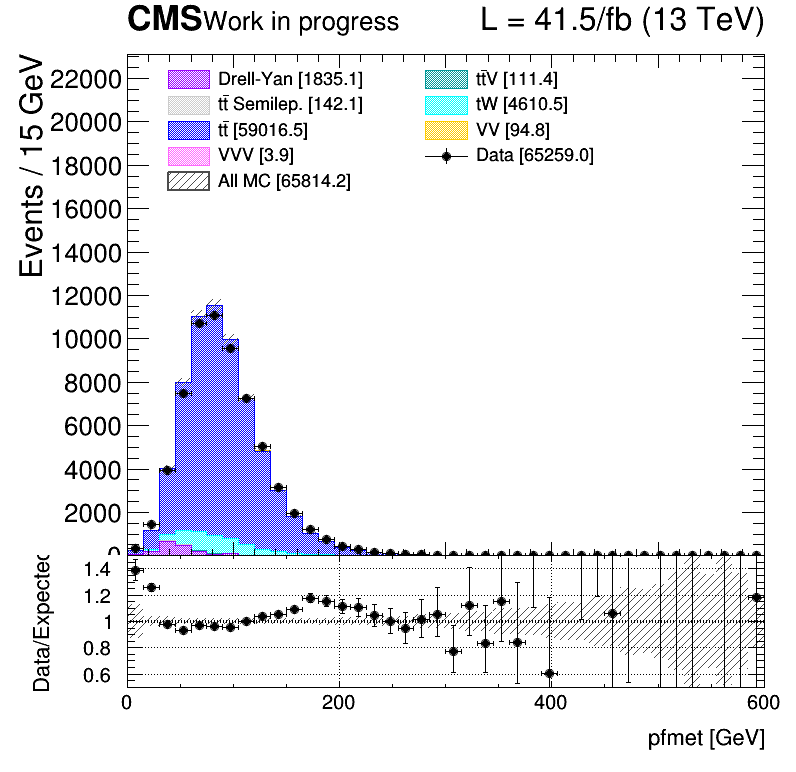 CMS Work in progress L = 41.5/fb (13 TeV)
Events / 15 GeV
22000
20000
18000
16000
14000
12000
10000
8000
6000
4000
2000
0
Drell-Yan [1835.1]
tt̄ Semilep. [142.1]
tt̄ [59016.5]
VVV [3.9]
All MC [65814.2]
tt̄V [111.4]
tW [4610.5]
VV [94.8]
Data [65259.0]
Data/Expected
1.4
1.2
1
0.8
0.6
0 200 400 600
pfmet [GeV]